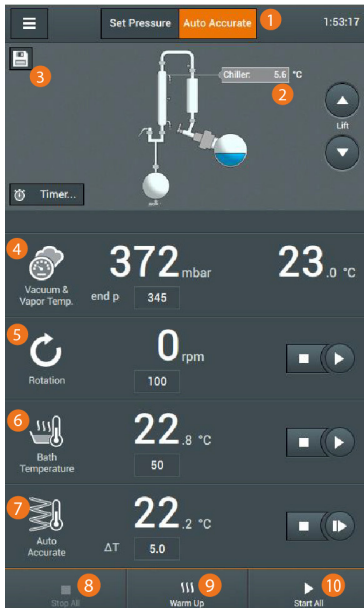 Set Pressure Auto Accurate 1 1:53:17
3
Chiller: 5.6 °C
2
Lift
Timer...
4
372 mbar 23.0 °C
Vacuum &
Vapor Temp.
end p 345
5
0 rpm
Rotation
100
6
22.8 °C
Bath
Temperature
50
7
22.2 °C
Auto
Accurate
ΔT 5.0
8 9 10
Stop All Warm Up Start All